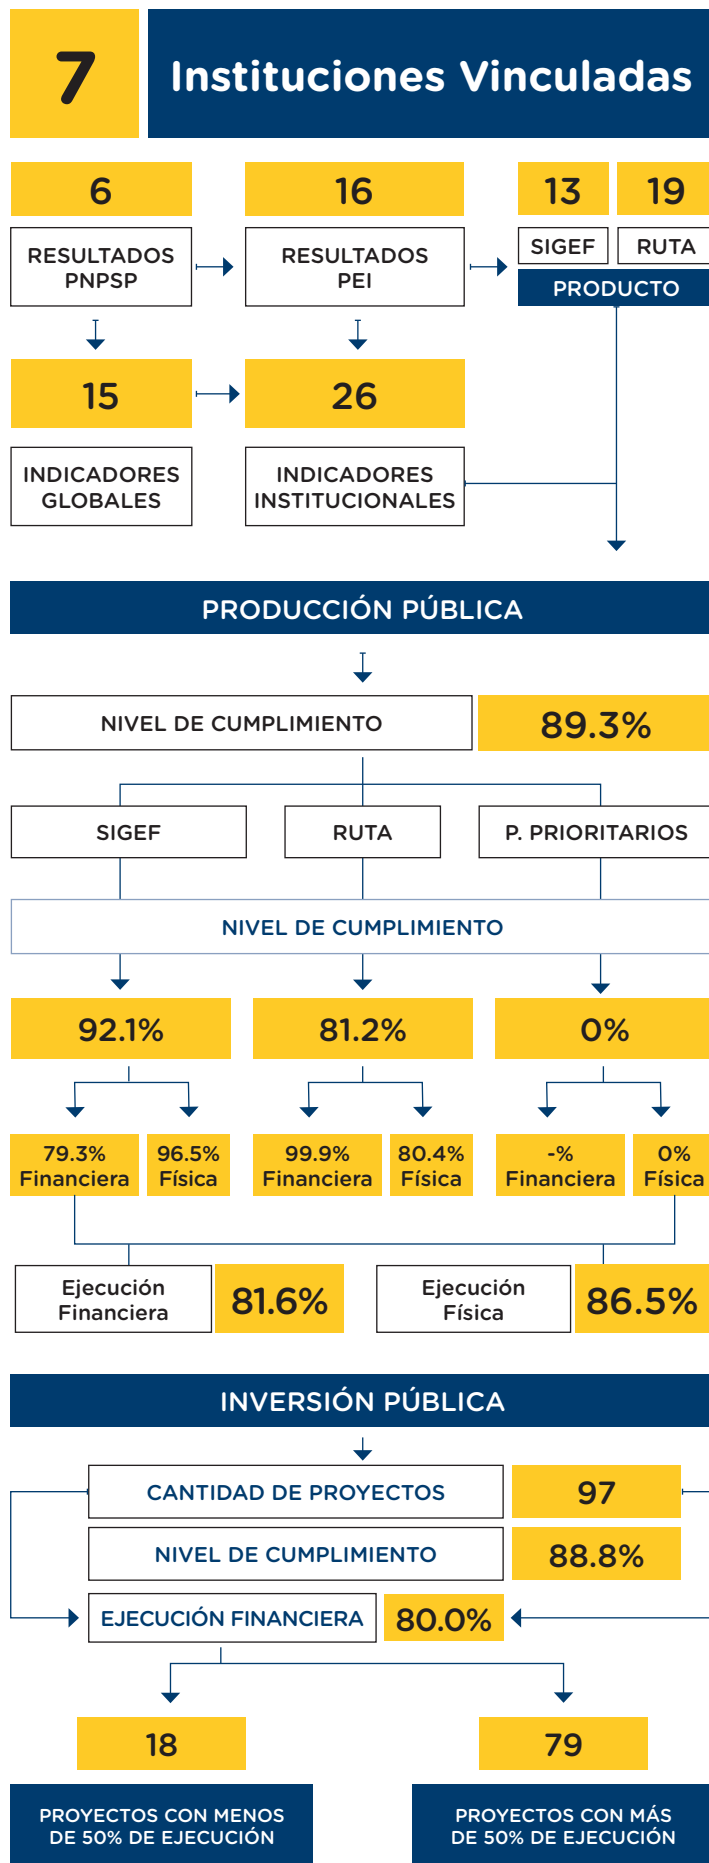 7
Instituciones Vinculadas
6
16
13
19
RESULTADOS
PNPSP
RESULTADOS
PEI
SIGEF
RUTA
PRODUCTO
15
26
INDICADORES
GLOBALES
INDICADORES
INSTITUCIONALES
PRODUCCIÓN PÚBLICA
NIVEL DE CUMPLIMIENTO
89.3%
SIGEF
RUTA
P. PRIORITARIOS
NIVEL DE CUMPLIMIENTO
92.1%
81.2%
0%
79.3%
Financiera
96.5%
Física
99.9%
Financiera
80.4%
Física
-%
Financiera
0%
Física
Ejecución
Financiera
81.6%
Ejecución
Física
86.5%
INVERSIÓN PÚBLICA
CANTIDAD DE PROYECTOS
97
NIVEL DE CUMPLIMIENTO
88.8%
EJECUCIÓN FINANCIERA
80.0%
18
79
PROYECTOS CON MENOS
DE 50% DE EJECUCIÓN
PROYECTOS CON MÁS
DE 50% DE EJECUCIÓN